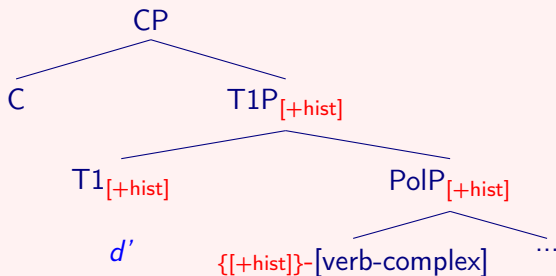 CP
C T1P[+hist]
T1[+hist] PolP[+hist]
d’ {[+hist]}-[verb-complex] ...